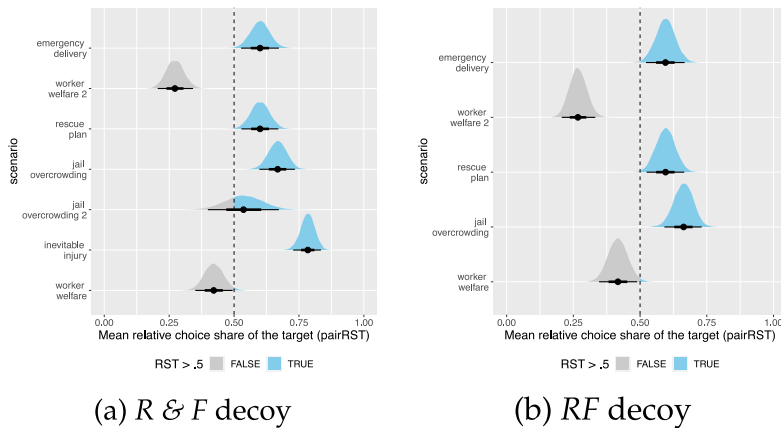 emergency
delivery
worker
welfare 2
rescue
plan
jail
overcrowding
jail
overcrowding 2
inevitable
injury
worker
welfare
scenario
0.00 0.25 0.50 0.75 1.00
Mean relative choice share of the target (pairRST)
RST > .5 FALSE TRUE
(a) R & F decoy
emergency
delivery
worker
welfare 2
rescue
plan
jail
overcrowding
worker
welfare
scenario
0.00 0.25 0.50 0.75 1.00
Mean relative choice share of the target (pairRST)
RST > .5 FALSE TRUE
(b) RF decoy